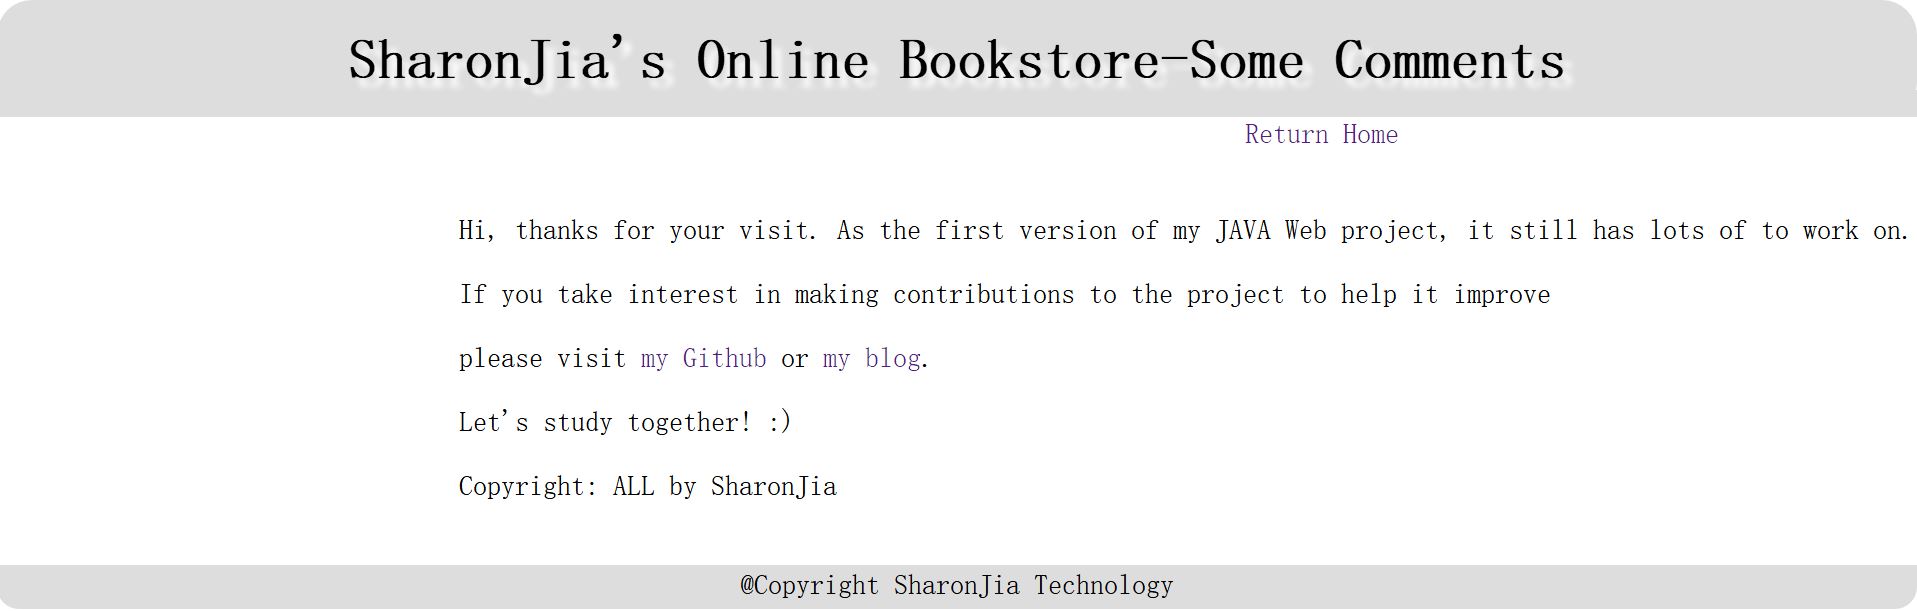 SharonJia's Online Bookstore-Some Comments
Return Home
Hi, thanks for your visit. As the first version of my JAVA Web project, it still has lots of to work on.
If you take interest in making contributions to the project to help it improve
please visit my Github or my blog.
Let's study together! :)
Copyright: ALL by SharonJia
@Copyright SharonJia Technology